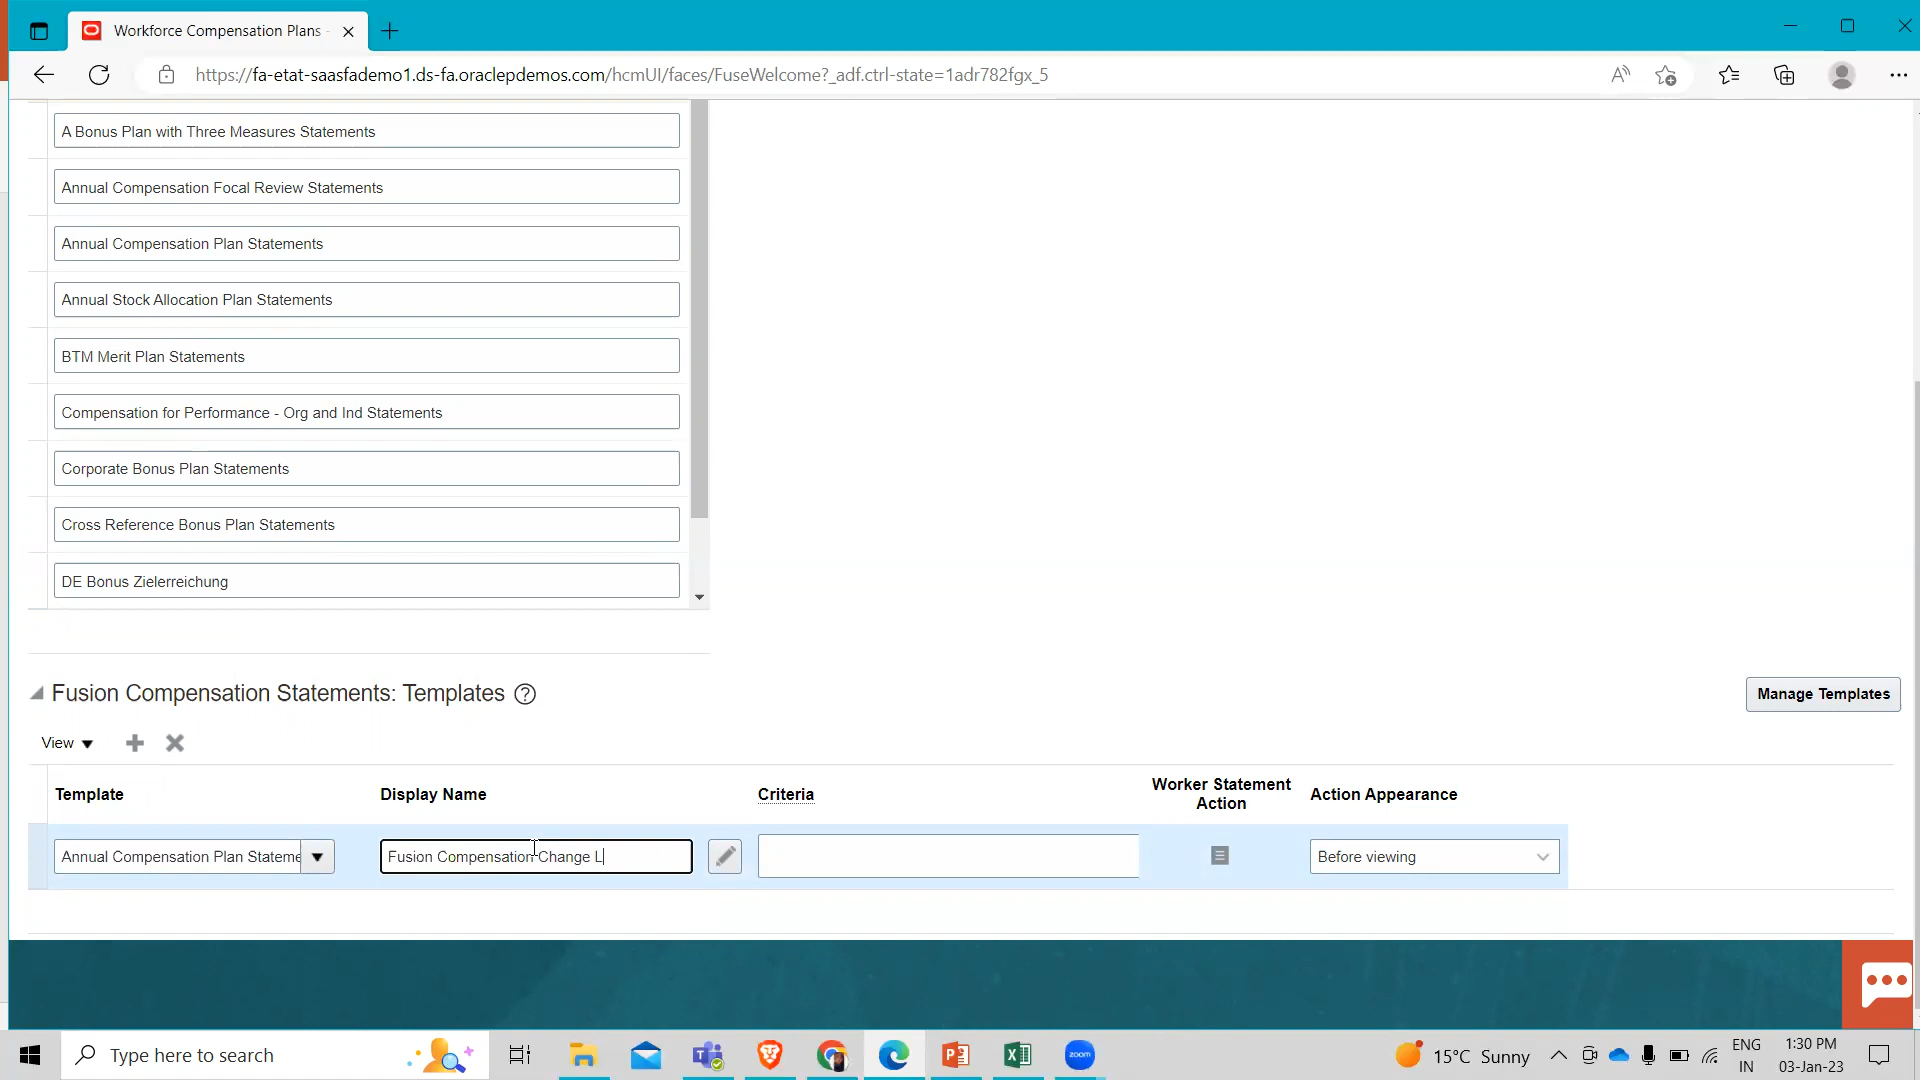 Workforce Compensation Plans -
https://fa-etat-saasfademo1.ds-fa.oraclepdemos.com/hcmUI/faces/FuseWelcome?_adf.ctrl-state=1adr782fgx_5
A Bonus Plan with Three Measures Statements
Annual Compensation Focal Review Statements
Annual Compensation Plan Statements
Annual Stock Allocation Plan Statements
BTM Merit Plan Statements
Compensation for Performance - Org and Ind Statements
Corporate Bonus Plan Statements
Cross Reference Bonus Plan Statements
DE Bonus Zielerreichung
Fusion Compensation Statements: Templates ?
Manage Templates
View
Template
Display Name
Criteria
Worker Statement
Action
Action Appearance
Annual Compensation Plan Stateme
Fusion Compensation Change L
Before viewing
Type here to search
zoom
15°C Sunny
ENG
IN
1:30 PM
03-Jan-23